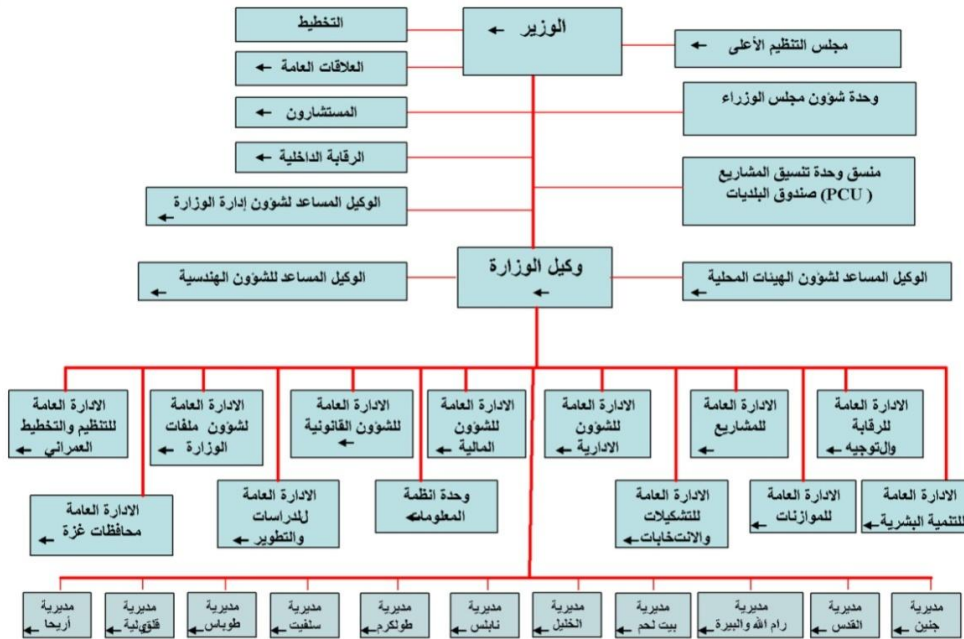 الوزير
مجلس التنظيم الأعلى
التخطيط
العلاقات العامة
وحدة شؤون مجلس الوزراء
المستشارون
الرقابة الداخلية
منسق وحدة تنسيق المشاريع
(PCU ) صندوق البلديات
الوكيل المساعد لشؤون إدارة الوزارة
وكيل الوزارة
الوكيل المساعد لشؤون الهيئات المحلية
الوكيل المساعد للشؤون الهندسية
الادارة العامة
للرقابة
والتوجيه
الادارة العامة
للمشاريع
الادارة العامة
للشؤون
الادارية
الادارة العامة
للشؤون
المالية
الادارة العامة
للشؤون القانونية
الادارة العامة
لشؤون ملفات
الوزارة
الادارة العامة
للتنظيم والتخطيط
العمراني
الادارة العامة
للتنمية البشرية
الادارة العامة
للموازنات
الادارة العامة
للتشكيلات
والانتخابات
وحدة انظمة
المعلومات
الادارة العامة
للدراسات
والتطوير
الادارة العامة
محافظات غزة
مديرية
جنين
مديرية
القدس
مديرية
رام الله والبيرة
مديرية
بيت لحم
مديرية
الخليل
مديرية
نابلس
مديرية
طولكرم
مديرية
سلفيت
مديرية
طوباس
مديرية
قلقيلية
مديرية
أريحا